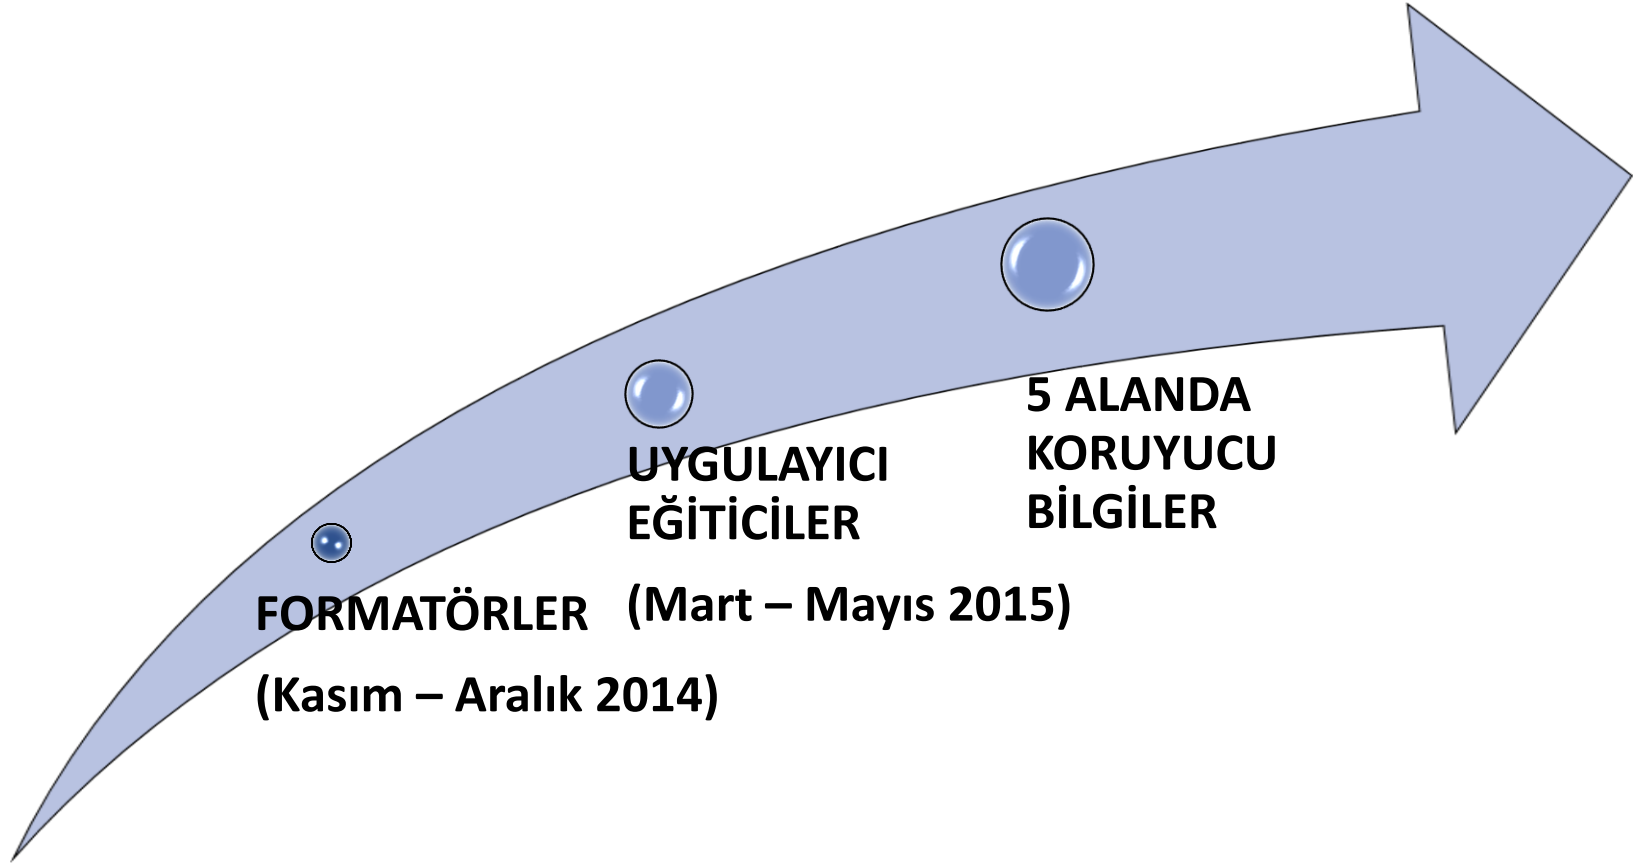 FORMATÖRLER
(Kasım – Aralık 2014)
UYGULAYICI
EĞİTİCİLER
(Mart – Mayıs 2015)
5 ALANDA
KORUYUCU
BİLGİLER